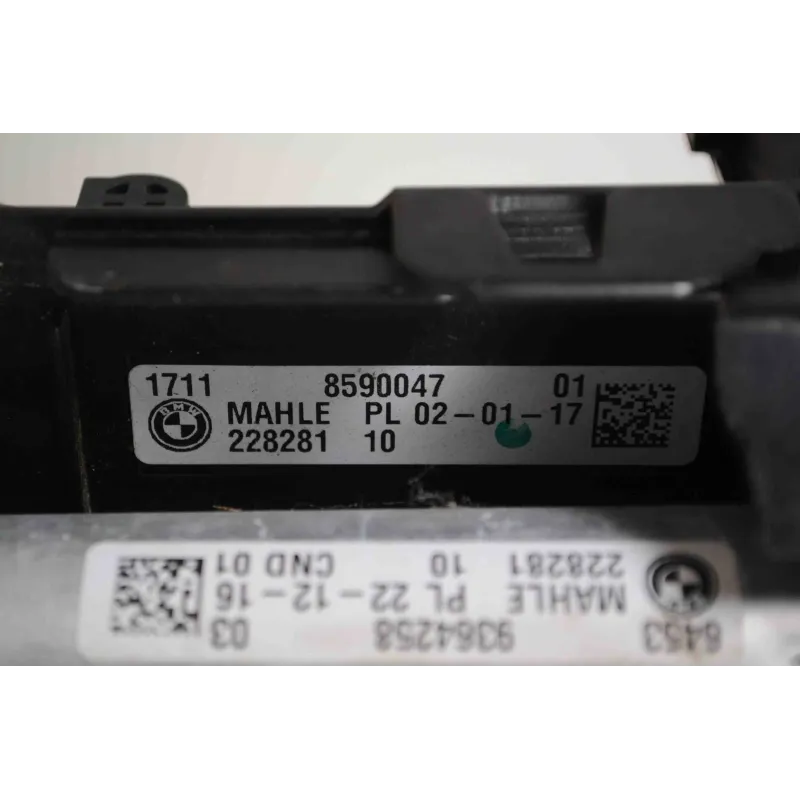 1711 8590047 01
BMW MAHLE PL 02-01-17
228281 10
6453 9364258 03
MAHLE PL 22-12-16
228281 10 CND 01